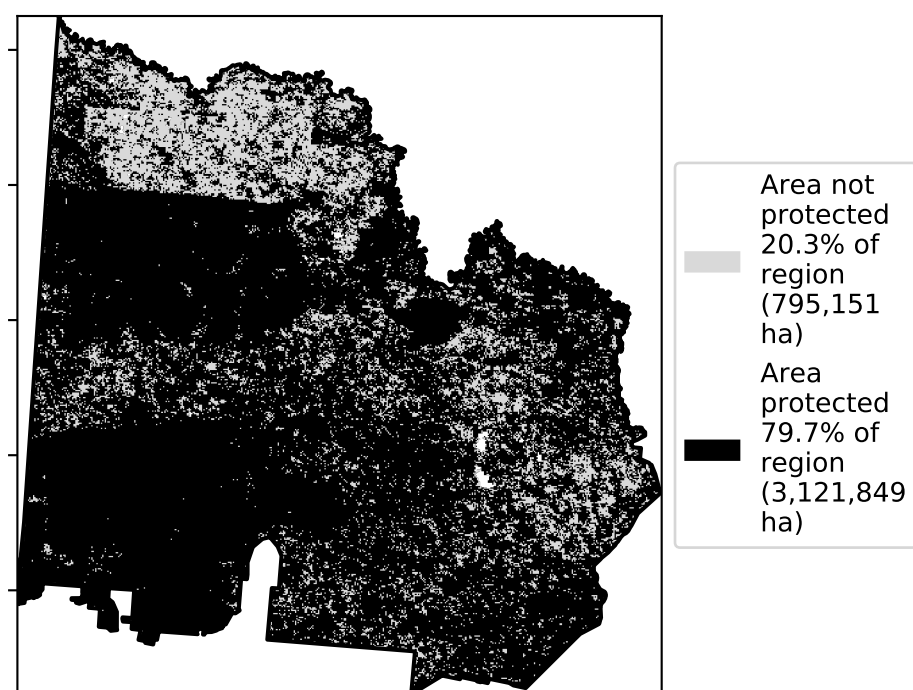 Area not
protected
20.3% of
region
(795,151
ha)
Area
protected
79.7% of
region
(3,121,849
ha)